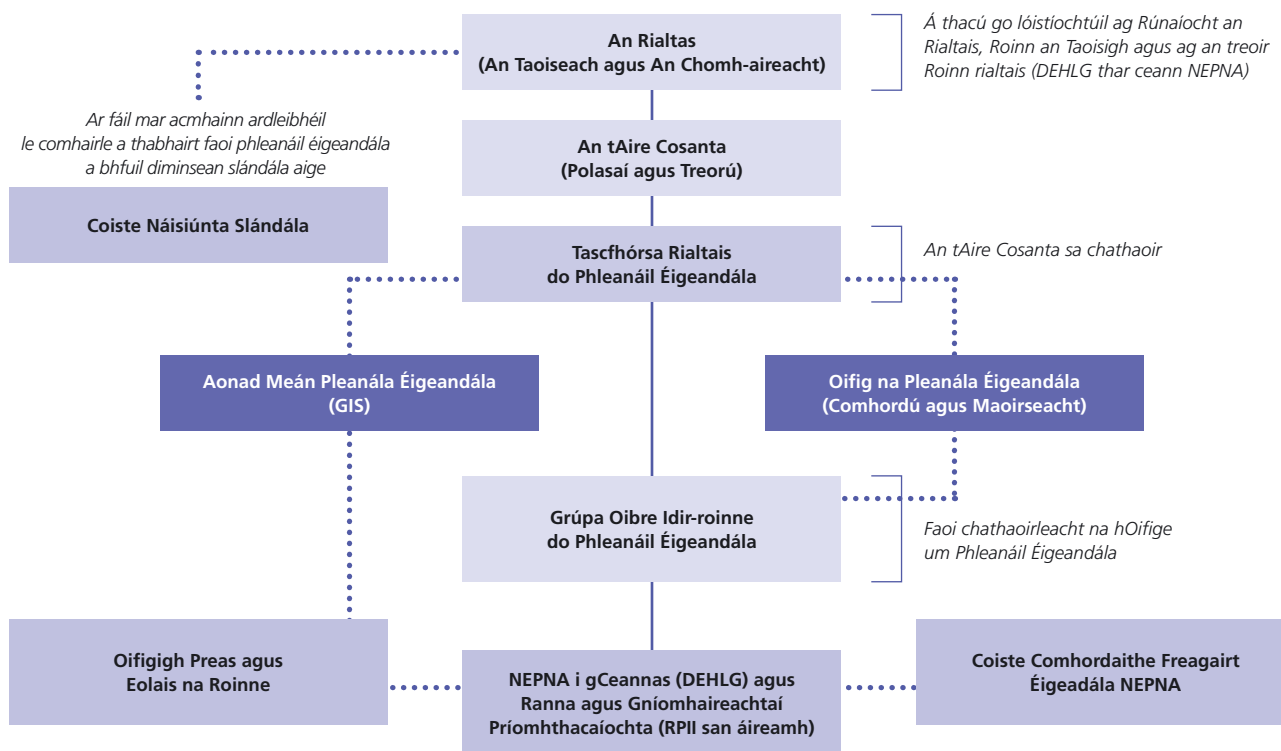 An Rialtas
(An Taoiseach agus An Chomh-aireacht)
Á thacú go lóistíochtúil ag Rúnaíocht an
Rialtais, Roinn an Taoisigh agus ag an treoir
Roinn rialtais (DEHLG thar ceann NEPNA)
Ar fáil mar acmhainn ardleibhéil
le comhairle a thabhairt faoi phleanáil éigeandála
a bhfuil diminsean slándála aige
An tAire Cosanta
(Polasaí agus Treorú)
Coiste Náisiúnta Slándála
Tascfhórsa Rialtais
do Phleanáil Éigeandála
An tAire Cosanta sa chathaoir
Aonad Meán Pleanála Éigeandála
(GIS)
Oifig na Pleanála Éigeandála
(Comhordú agus Maoirseacht)
Grúpa Oibre Idir-roinne
do Phleanáil Éigeandála
Faoi chathaoirleacht na hOifige
um Phleanáil Éigeandála
Oifigigh Preas agus
Eolais na Roinne
NEPNA i gCeannas (DEHLG) agus
Ranna agus Gníomhaireachtaí
Príomhthacaíochta (RPII san áireamh)
Coiste Comhordaithe Freagairt
Éigeadála NEPNA